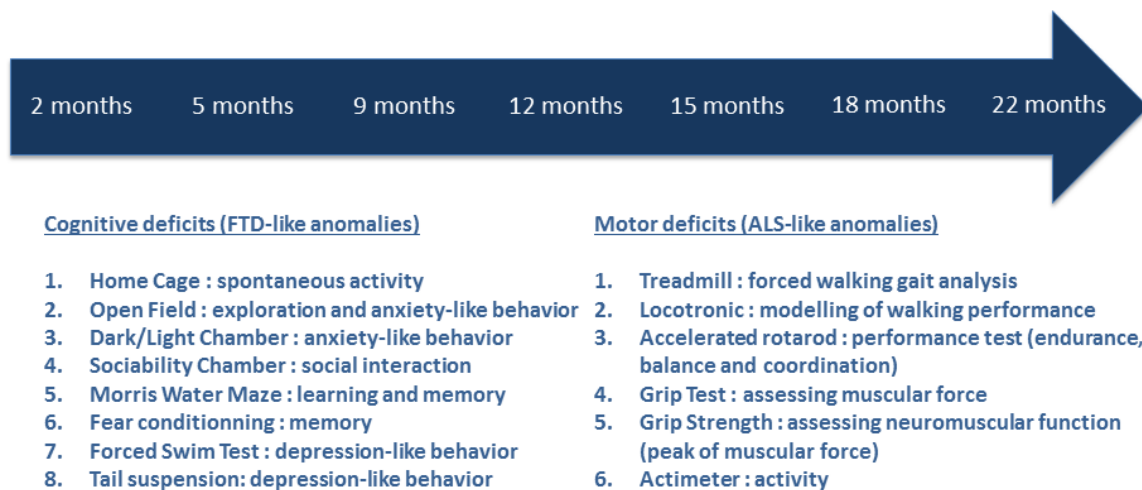 2 months 5 months 9 months 12 months 15 months 18 months 22 months
Cognitive deficits (FTD-like anomalies)
1. Home Cage : spontaneous activity
2. Open Field : exploration and anxiety-like behavior
3. Dark/Light Chamber : anxiety-like behavior
4. Sociability Chamber : social interaction
5. Morris Water Maze : learning and memory
6. Fear conditionning : memory
7. Forced Swim Test : depression-like behavior
8. Tail suspension: depression-like behavior
Motor deficits (ALS-like anomalies)
1. Treadmill : forced walking gait analysis
2. Locotronic : modelling of walking performance
3. Accelerated rotarod : performance test (endurance,
balance and coordination)
4. Grip Test : assessing muscular force
5. Grip Strength : assessing neuromuscular function
(peak of muscular force)
6. Actimeter : activity